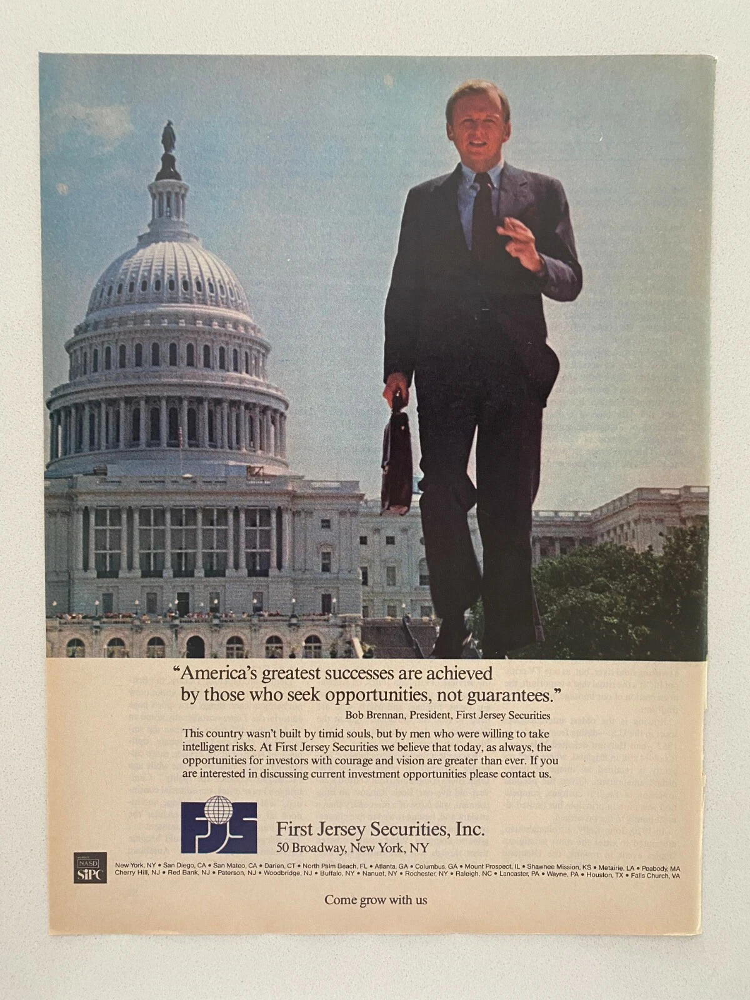 “America’s greatest successes are achieved
by those who seek opportunities, not guarantees.”
Bob Brennan, President, First Jersey Securities
This country wasn’t built by timid souls, but by men who were willing to take
intelligent risks. At First Jersey Securities we believe that today, as always, the
opportunities for investors with courage and vision are greater than ever. If you
are interested in discussing current investment opportunities please contact us.
FJS
First Jersey Securities, Inc.
50 Broadway, New York, NY
NASD
SiPC
New York, NY • San Diego, CA • San Mateo, CA • Darien, CT • North Palm Beach, FL • Atlanta, GA • Columbus, GA • Mount Prospect, IL • Shawnee Mission, KS • Metairie, LA • Peabody, MA
Cherry Hill, NJ • Red Bank, NJ • Paterson, NJ • Woodbridge, NJ • Buffalo, NY • Nanuet, NY • Rochester, NY • Raleigh, NC • Lancaster, PA • Wayne, PA • Houston, TX • Falls Church, VA
Come grow with us